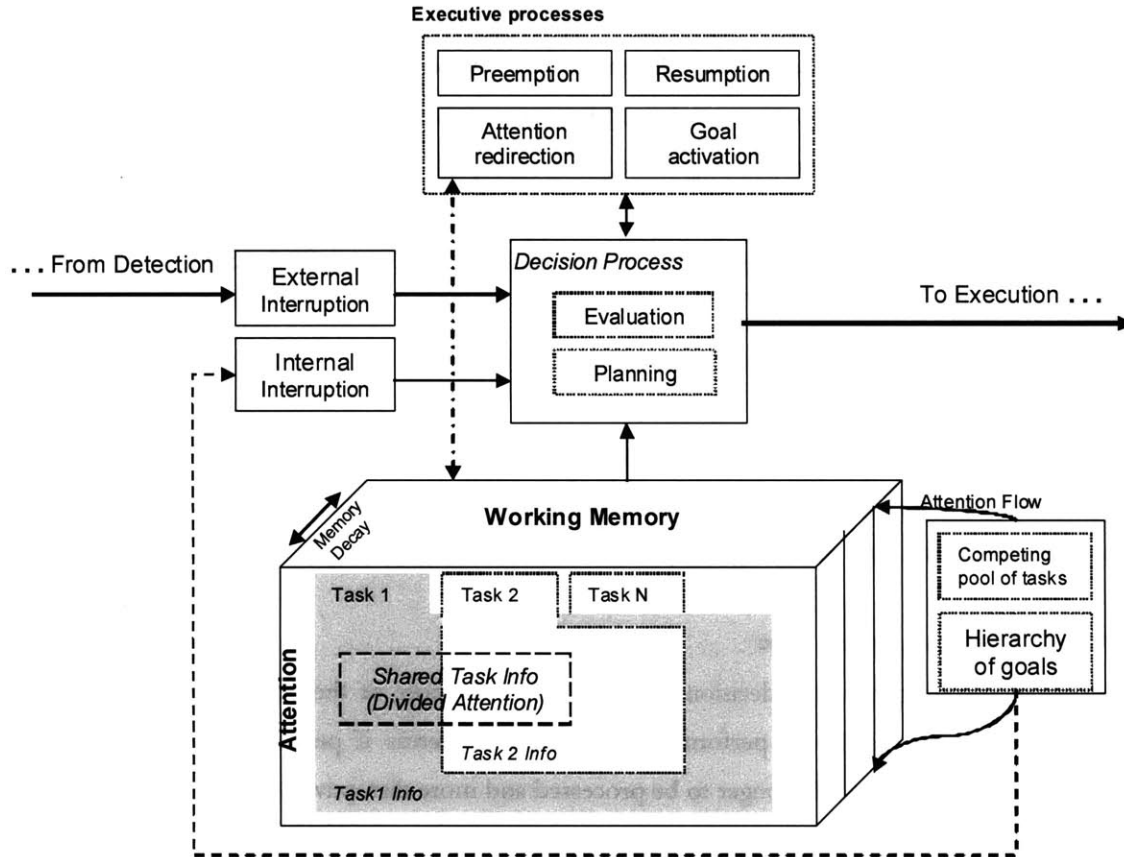 Executive processes
Preemption
Resumption
Attention
redirection
Goal
activation
. . . From Detection
External
Interruption
Internal
Interruption
Decision Process
Evaluation
Planning
To Execution . . .
Memory
Decay
Working Memory
Attention Flow
Competing
pool of tasks
Hierarchy
of goals
Attention
Task 1
Task 2
Task N
Shared Task Info
(Divided Attention)
Task 2 Info
Task1 Info